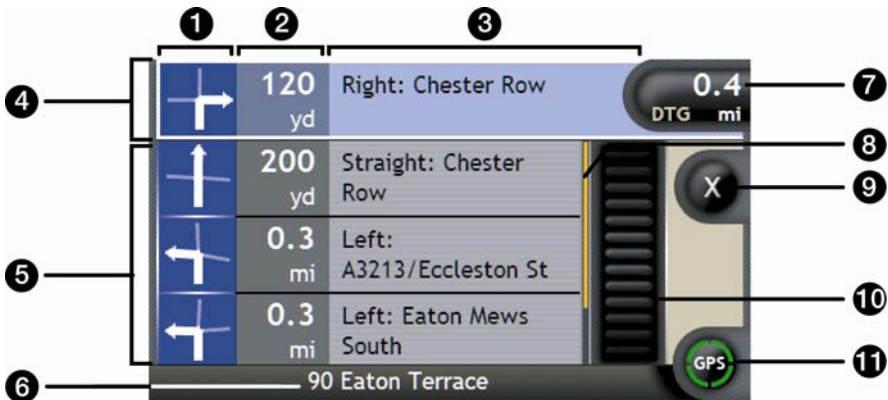 1 2 3
4
120 yd Right: Chester Row
0.4
DTG mi
7
8
200 yd Straight: Chester Row
X
9
5
0.3 mi Left: A3213/Eccleston St
10
0.3 mi Left: Eaton Mews South
GPS
11
6
90 Eaton Terrace